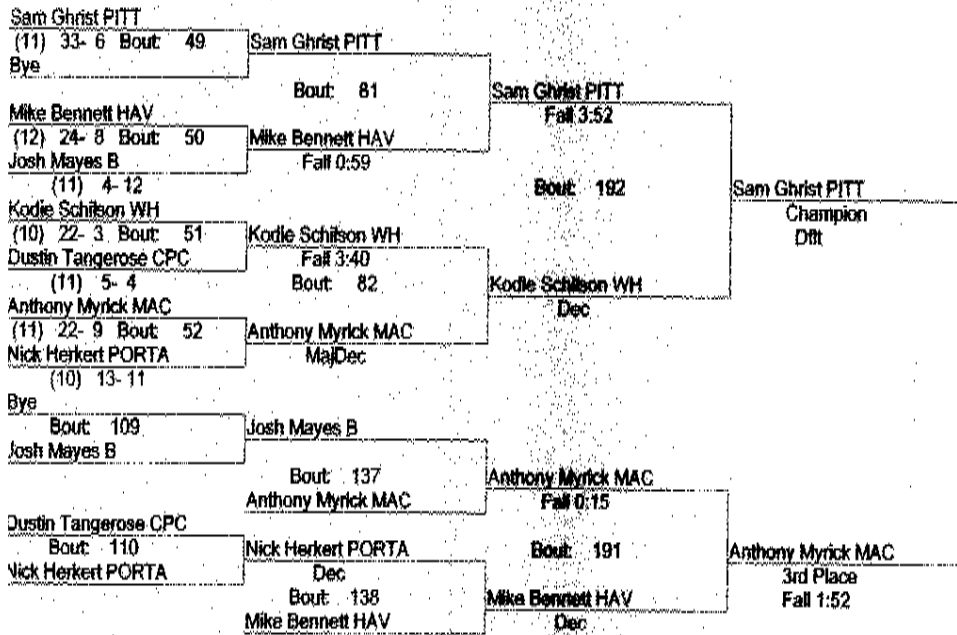 Sam Ghrist PITT
(11) 33- 6 Bout: 49
Bye
Sam Ghrist PITT
Bout: 81
Mike Bennett HAV
(12) 24- 8 Bout: 50
Josh Mayes B
(11) 4- 12
Mike Bennett HAV
Fall 0:59
Sam Ghrist PITT
Fall 3:52
Bout: 192
Kodie Schilson WH
(10) 22- 3 Bout: 51
Dustin Tangerose CPC
(11) 5- 4
Kodie Schilson WH
Fall 3:40
Bout: 82
Anthony Myrick MAC
(11) 22- 9 Bout: 52
Nick Herkert PORTA
(10) 13- 11
Anthony Myrick MAC
MajDec
Kodie Schilson WH
Dec
Sam Ghrist PITT
Champion
Dflt
Bye
Bout: 109
Josh Mayes B
Josh Mayes B
Bout: 137
Anthony Myrick MAC
Anthony Myrick MAC
Fall 0:15
Bout: 191
Dustin Tangerose CPC
Bout: 110
Nick Herkert PORTA
Nick Herkert PORTA
Dec
Bout: 138
Mike Bennett HAV
Mike Bennett HAV
Dec
Anthony Myrick MAC
3rd Place
Fall 1:52